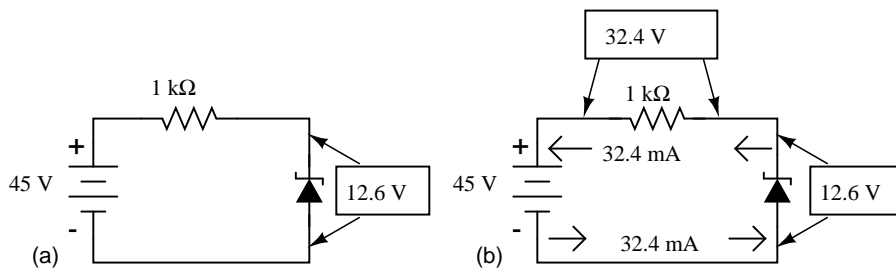 1 kΩ
+
45 V
-
12.6 V
(a)
32.4 V
1 kΩ
+
32.4 mA
45 V
-
12.6 V
32.4 mA
(b)